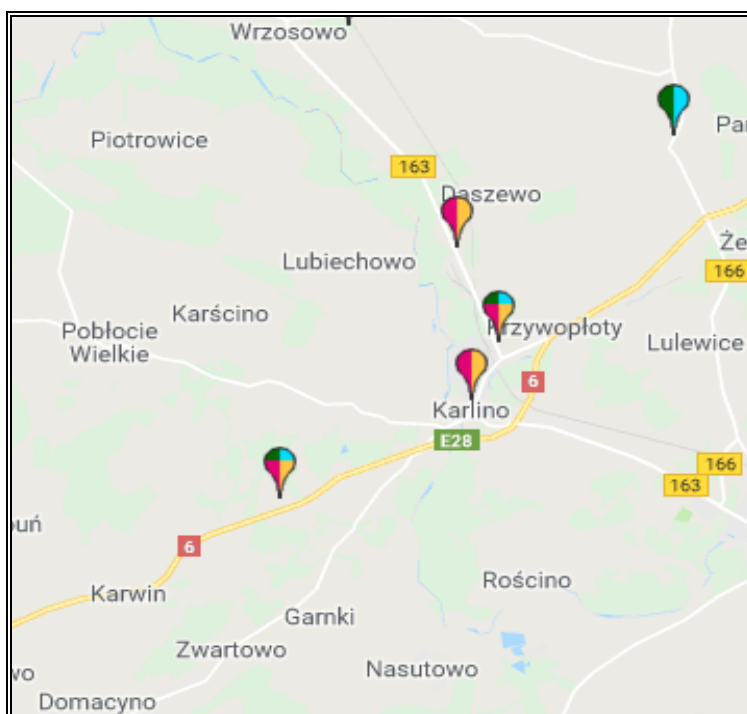 Wrzosowo
Piotrowice
163
Daszewo
Lubiechowo
166
Karścino
Krzywopłoty
Pobłocie
Wielkie
Lulewice
6
Karlino
E28
166
163
6
Rościno
Karwin
Garnki
Zwartowo
Nasutowo
Domacyno